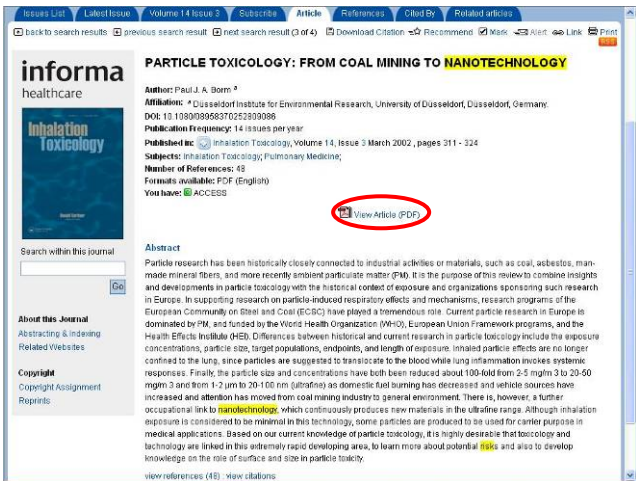 Issues List Latest Issue Volume 14 Issue 3 Subscribe Article References Cited By Related articles
back to search results previous search result next search result (3 of 4) Download Citation Recommend Mark Alert Link Print
RSS
informa
healthcare
Inhalation
Toxicology
Search within this journal
Go
About this Journal
Abstracting & Indexing
Related Websites
Copyright
Copyright Assignment
Reprints
PARTICLE TOXICOLOGY: FROM COAL MINING TO NANOTECHNOLOGY
Author: Paul J. A. Borm a
Affiliation: a Düsseldorf Institute for Environmental Research, University of Düsseldorf, Düsseldorf, Germany.
DOI: 10.1080/08958370252809086
Publication Frequency: 14 issues per year
Published in: Inhalation Toxicology, Volume 14, Issue 3 March 2002 , pages 311 - 324
Subjects: Inhalation Toxicology; Pulmonary Medicine;
Number of References: 48
Formats available: PDF (English)
You have: ACCESS
View Article (PDF)
Abstract
Particle research has been historically closely connected to industrial activities or materials, such as coal, asbestos, man-
made mineral fibers, and more recently ambient particulate matter (PM). It is the purpose of this review to combine insights
and developments in particle toxicology with the historical context of exposure and organizations sponsoring such research
in Europe. In supporting research on particle-induced respiratory effects and mechanisms, research programs of the
European Community on Steel and Coal (ECSC) have played a tremendous role. Current particle research in Europe is
dominated by PM, and funded by the World Health Organization (WHO), European Union Framework programs, and the
Health Effects Institute (HEI). Differences between historical and current research in particle toxicology include the exposure
concentrations, particle size, target populations, endpoints, and length of exposure. Inhaled particle effects are no longer
confined to the lung, since particles are suggested to translocate to the blood while lung inflammation invokes systemic
responses. Finally, the particle size and concentrations have both been reduced about 100-fold from 2-5 mg/m 3 to 20-50
mg/m 3 and from 1-2 µm to 20-100 nm (ultrafine) as domestic fuel burning has decreased and vehicle sources have
increased and attention has moved from coal mining industry to general environment. There is, however, a further
occupational link to nanotechnology, which continuously produces new materials in the ultrafine range. Although inhalation
exposure is considered to be minimal in this technology, some particles are produced to be used for carrier purpose in
medical applications. Based on our current knowledge of particle toxicology, it is highly desirable that toxicology and
technology are linked in this extremely rapid developing area, to learn more about potential risks and also to develop
knowledge on the role of surface and size in particle toxicity.
view references (48) : view citations